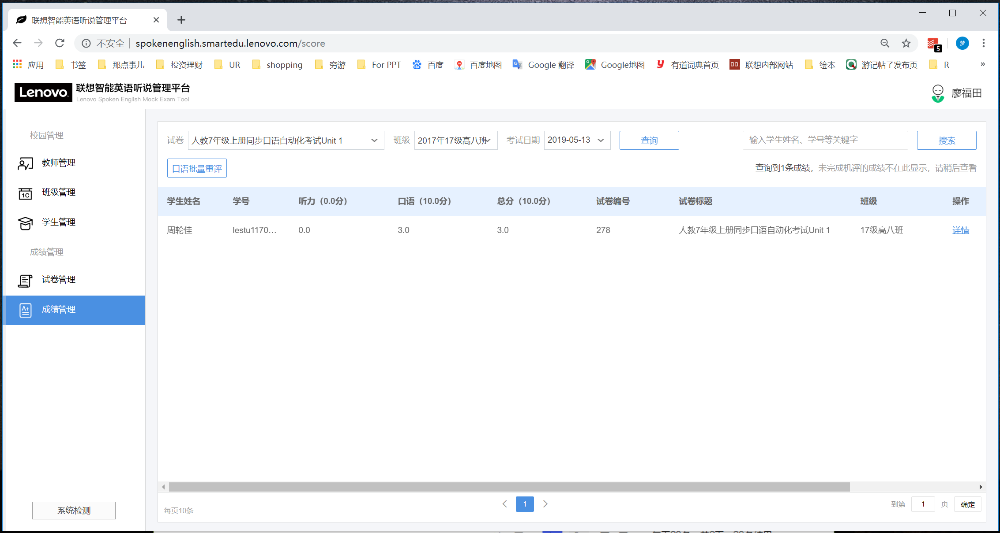 联想智能英语听说管理平台
不安全 | spokenenglish.smartedu.lenovo.com/score
5
梦
应用 书签 那点事儿 投资理财 UR shopping 穷游 For PPT 百度 百度地图 Google 翻译 Google地图 有道词典首页 联想内部网站 绘本 游记帖子发布页 R »
Lenovo 联想智能英语听说管理平台
Lenovo Spoken English Mock Exam Tool
廖福田
校园管理
教师管理
班级管理
学生管理
成绩管理
试卷管理
成绩管理
系统检测
试卷 人教7年级上册同步口语自动化考试Unit 1 班级 2017年17级高八班 考试日期 2019-05-13 查询 输入学生姓名、学号等关键字 搜索
口语批量重评 查询到1条成绩，未完成机评的成绩不在此显示，请稍后查看
学生姓名 学号 听力（0.0分） 口语（10.0分） 总分（10.0分） 试卷编号 试卷标题 班级 操作
周轮佳 lestu1170... 0.0 3.0 3.0 278 人教7年级上册同步口语自动化考试Unit 1 17级高八班 详情
每页10条 1 到第 1 页 确定